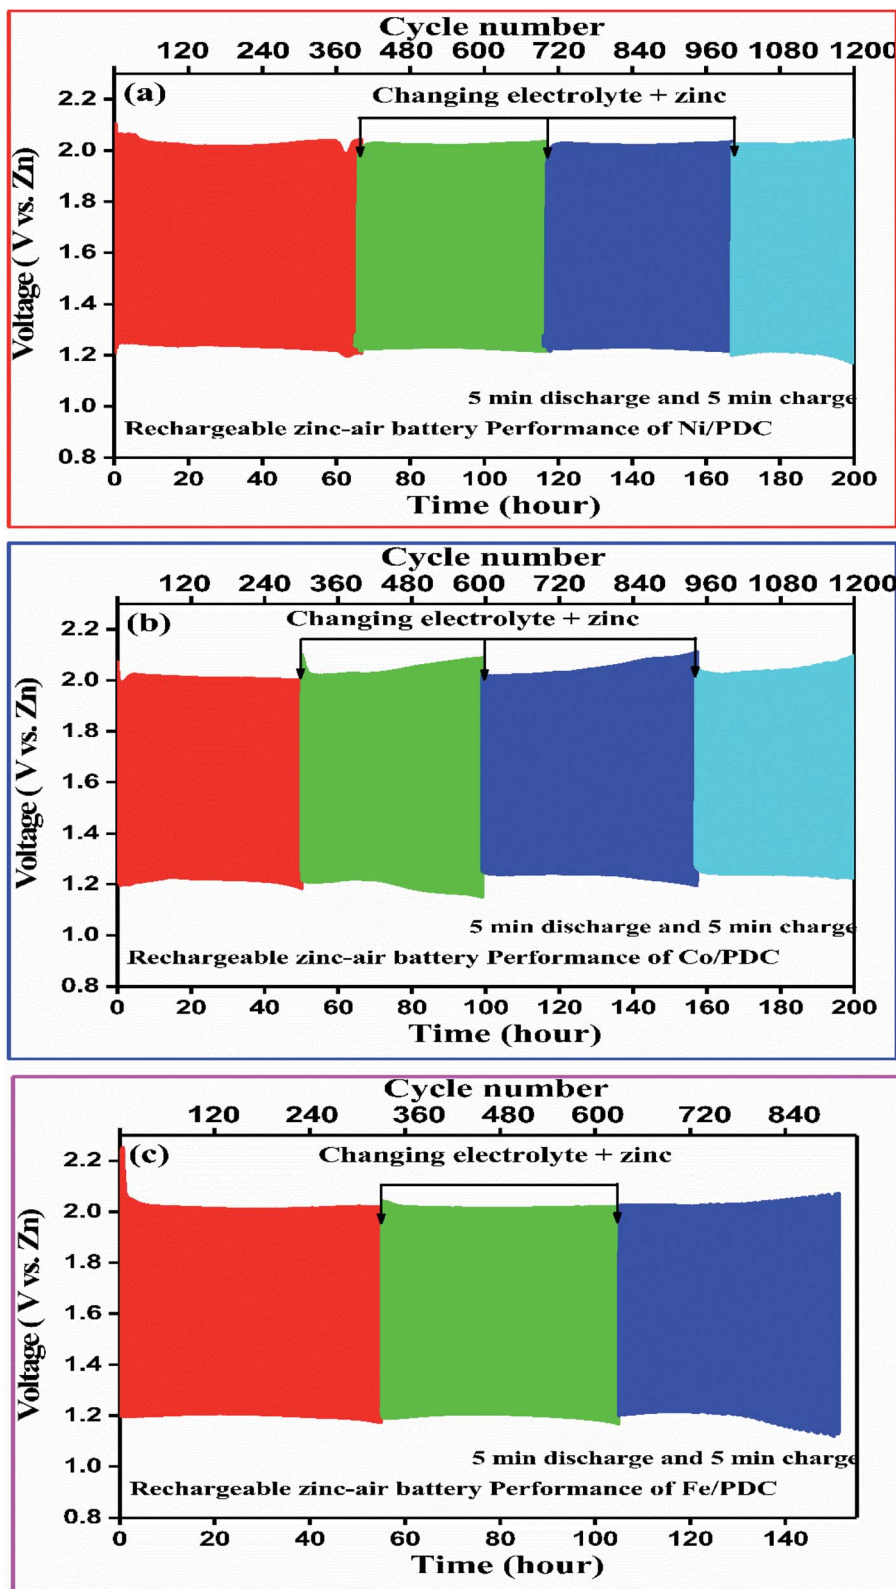 Cycle number
120 240 360 480 600 720 840 960 1080 1200
(a)
Changing electrolyte + zinc
2.2
2.0
1.8
1.6
1.4
1.2
1.0
0.8
Voltage ( V vs. Zn)
5 min discharge and 5 min charge
Rechargeable zinc-air battery Performance of Ni/PDC
0 20 40 60 80 100 120 140 160 180 200
Time (hour)
Cycle number
120 240 360 480 600 720 840 960 1080 1200
(b)
Changing electrolyte + zinc
2.2
2.0
1.8
1.6
1.4
1.2
1.0
0.8
Voltage ( V vs. Zn)
5 min discharge and 5 min charge
Rechargeable zinc-air battery Performance of Co/PDC
0 20 40 60 80 100 120 140 160 180 200
Time (hour)
Cycle number
120 240 360 480 600 720 840
(c)
Changing electrolyte + zinc
2.2
2.0
1.8
1.6
1.4
1.2
1.0
0.8
Voltage ( V vs. Zn)
5 min discharge and 5 min charge
Rechargeable zinc-air battery Performance of Fe/PDC
0 20 40 60 80 100 120 140
Time (hour)